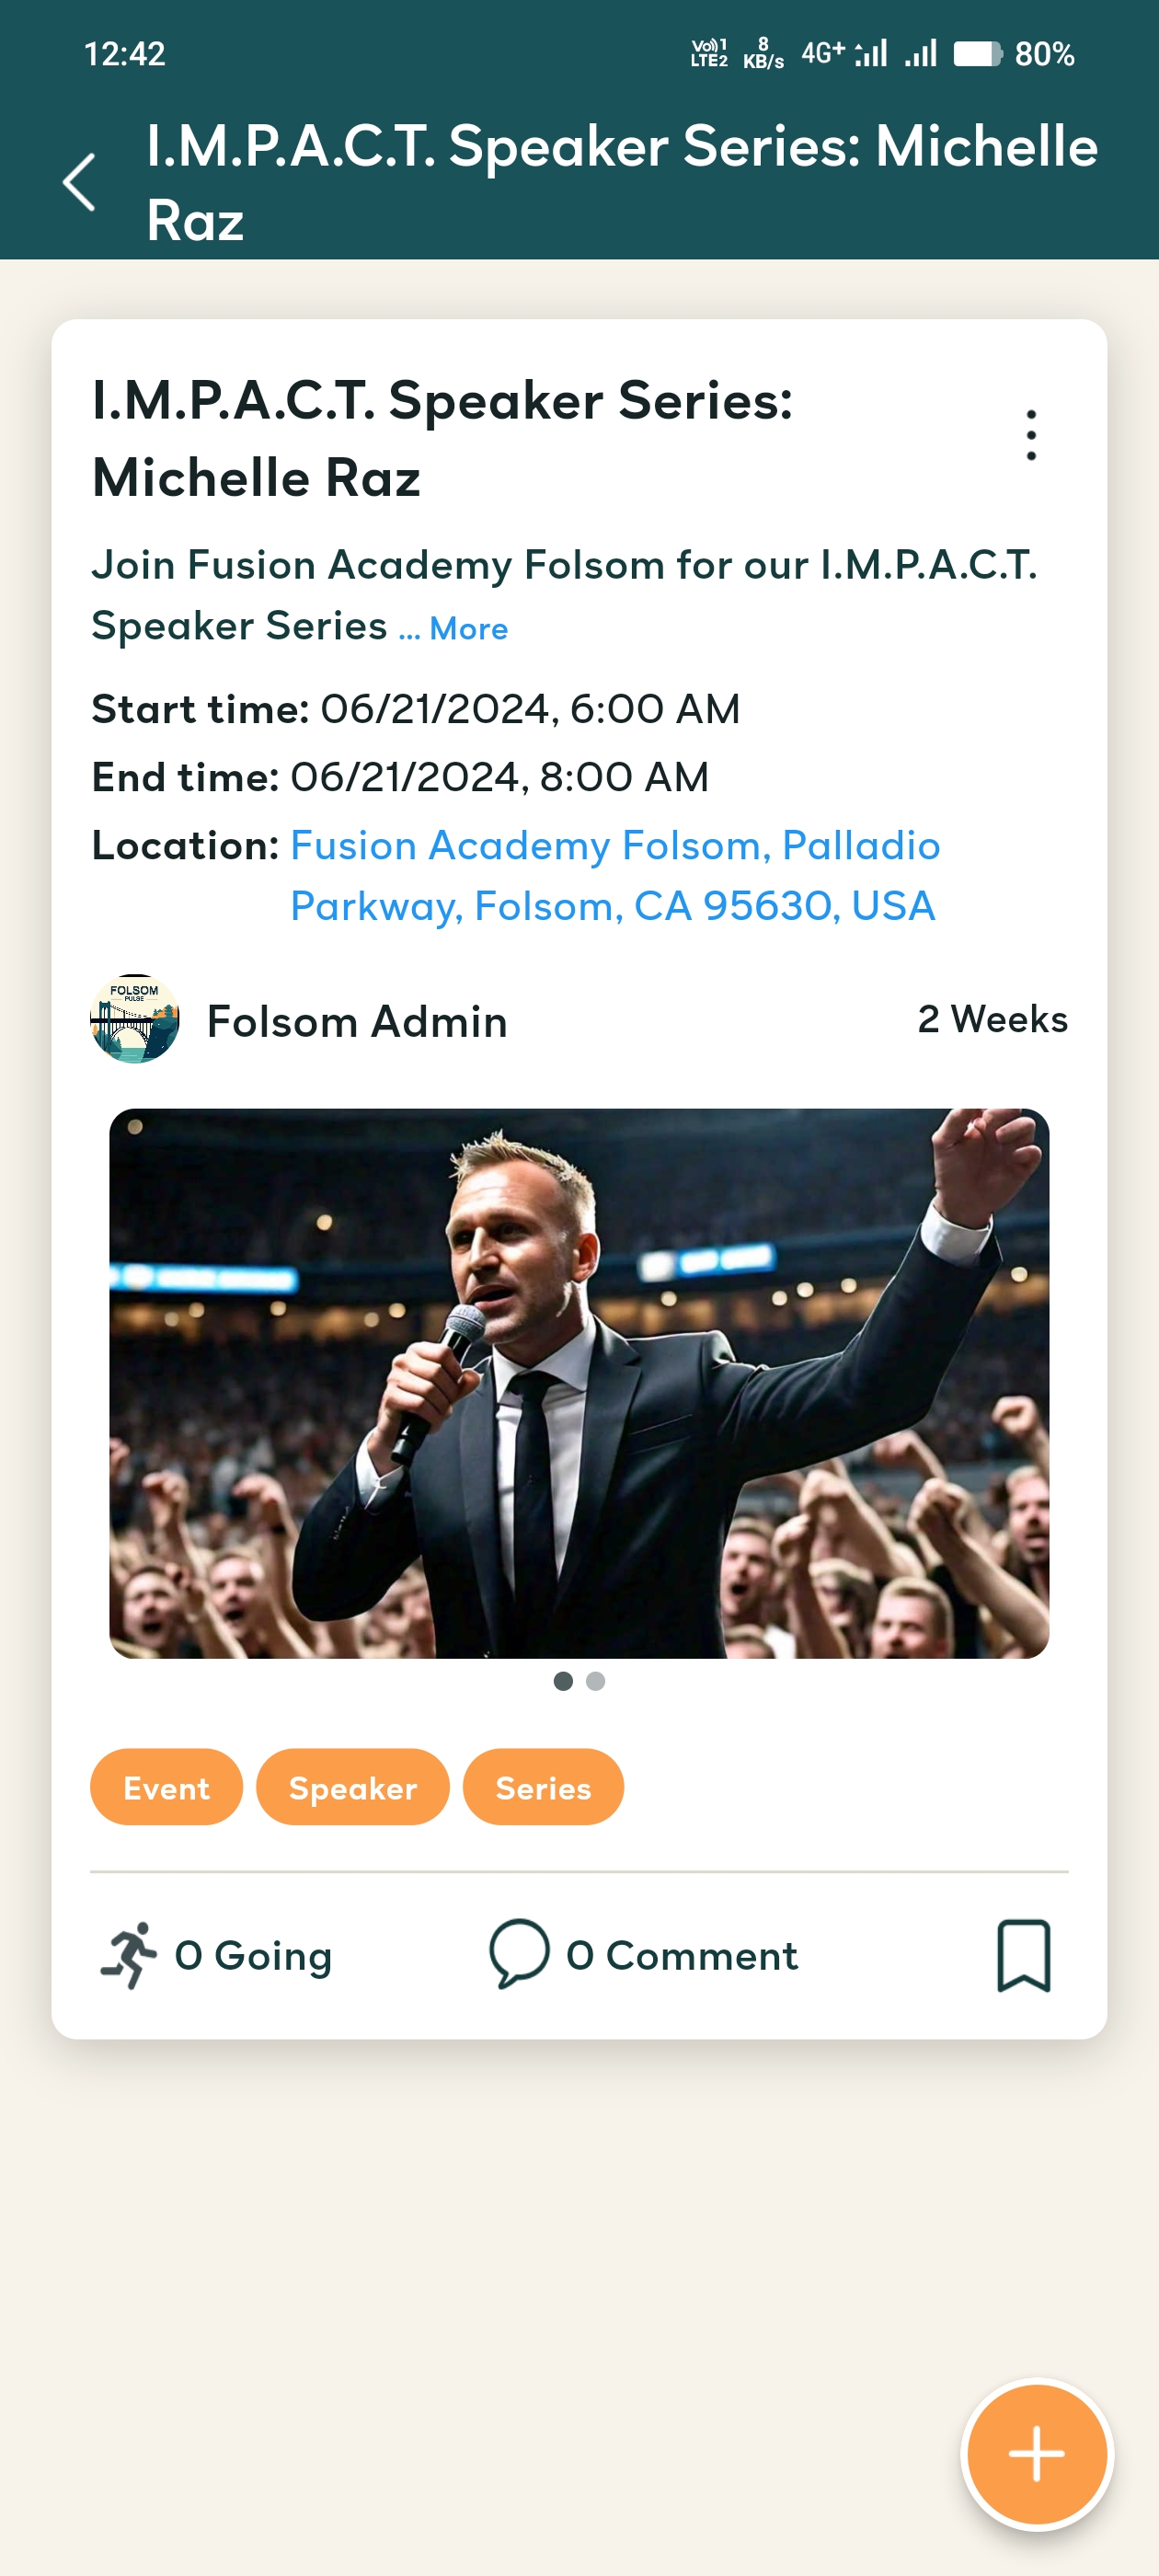 12:42
Vo)) 1
LTE2
8
KB/s
4G+
80%
I.M.P.A.C.T. Speaker Series: Michelle
Raz
I.M.P.A.C.T. Speaker Series:
Michelle Raz
Join Fusion Academy Folsom for our I.M.P.A.C.T.
Speaker Series ... More
Start time: 06/21/2024, 6:00 AM
End time: 06/21/2024, 8:00 AM
Location: Fusion Academy Folsom, Palladio
Parkway, Folsom, CA 95630, USA
FOLSOM
PULSE
Folsom Admin
2 Weeks
Event
Speaker
Series
0 Going
0 Comment